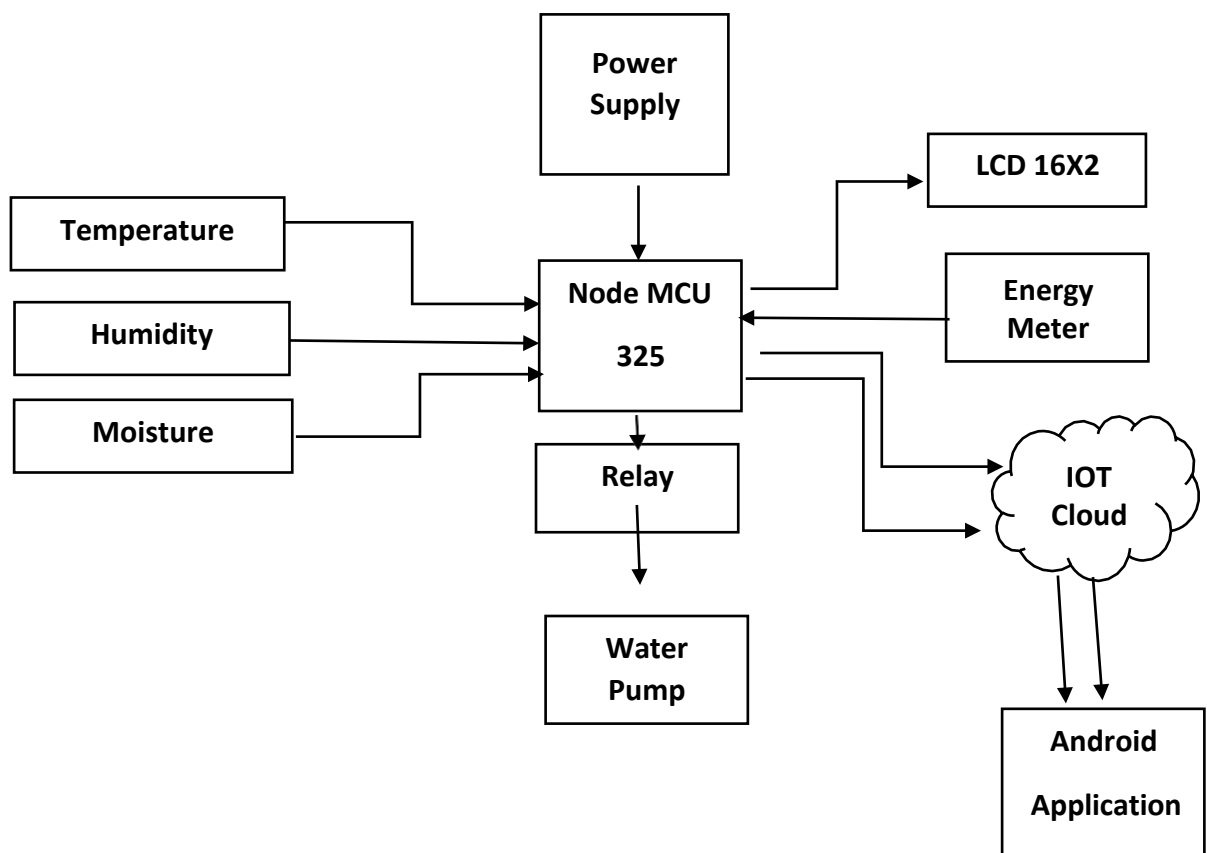 Power
Supply
LCD 16X2
Temperature
Node MCU
325
Energy
Meter
Humidity
Moisture
Relay
IOT
Cloud
Water
Pump
Android
Application